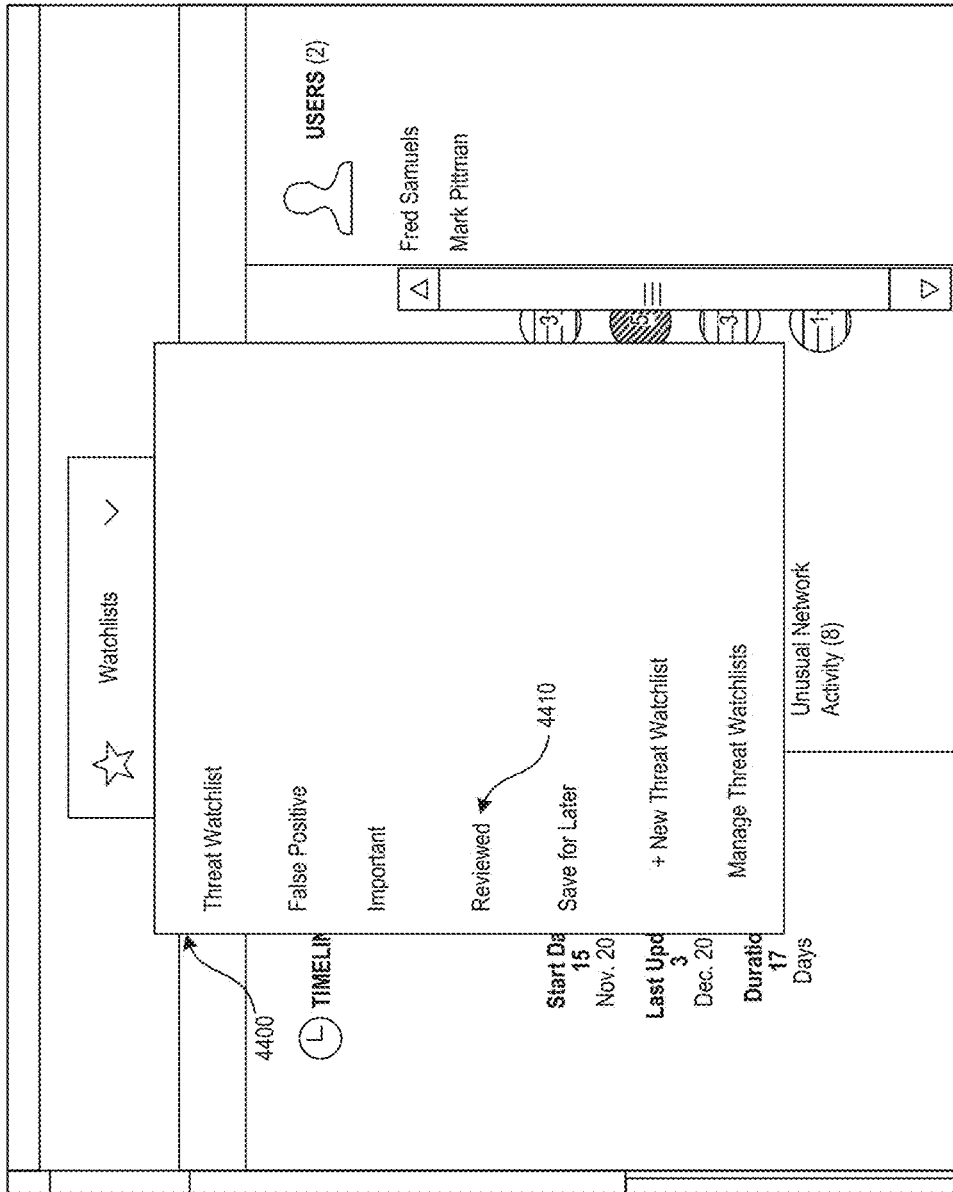 ☆ Watchlists
Threat Watchlist
False Positive
Important
Reviewed
Save for Later
+ New Threat Watchlist
Manage Threat Watchlists
4400
4410
TIMELIN
Start Da
15
Nov. 20
Last Upd
3
Dec. 20
Duratio
17
Days
Unusual Network
Activity (8)
3
5
3
1
USERS (2)
Fred Samuels
Mark Pittman